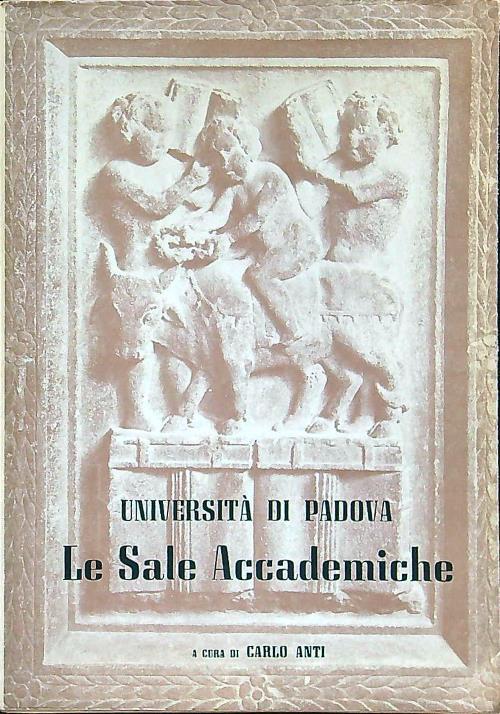 UNIVERSITÀ DI PADOVA
Le Sale Accademiche
A CURA DI CARLO ANTI